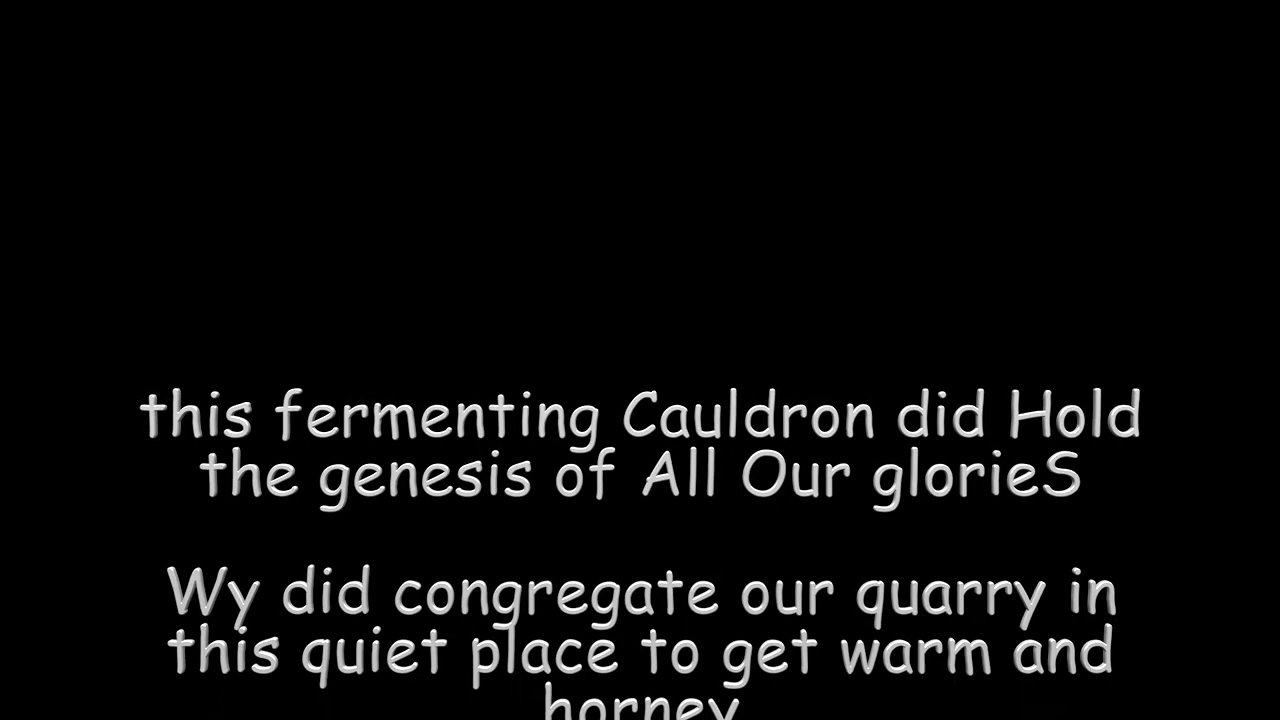 this fermenting Cauldron did Hold
the genesis of All Our glorieS
Wy did congregate our quarry in
this quiet place to get warm and
horney